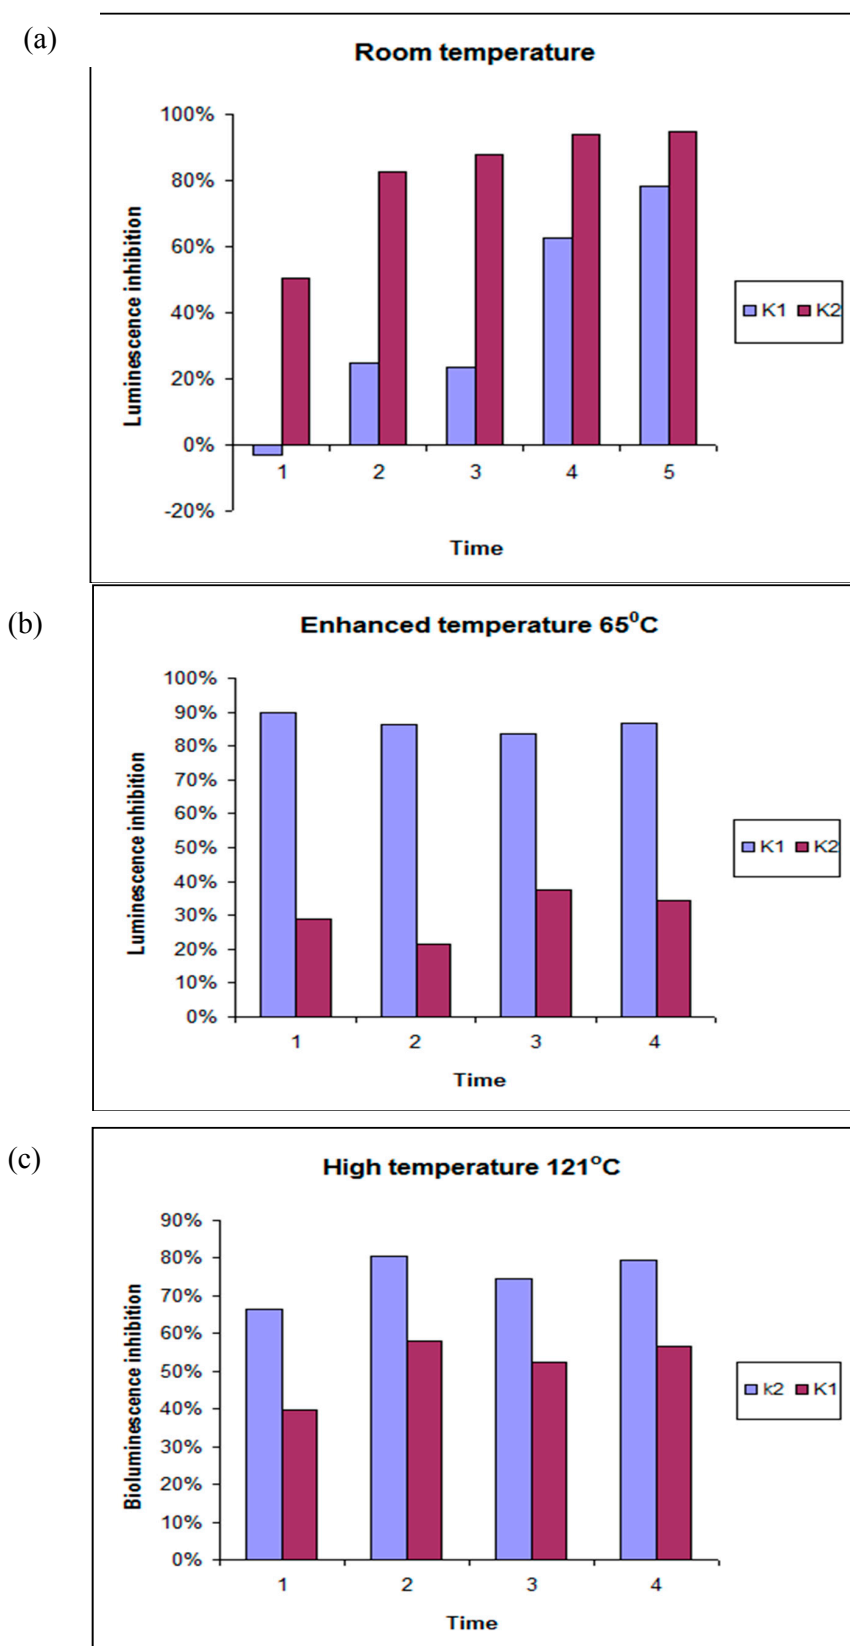 (a)
Room temperature
100%
80%
60%
40%
20%
0%
-20%
Luminescence inhibition
1 2 3 4 5
Time
K1 K2
(b)
Enhanced temperature 65⁰C
100%
90%
80%
70%
60%
50%
40%
30%
20%
10%
0%
Luminescence inhibition
1 2 3 4
Time
K1 K2
(c)
High temperature 121°C
90%
80%
70%
60%
50%
40%
30%
20%
10%
0%
Bioluminescence inhibition
1 2 3 4
Time
k2 K1